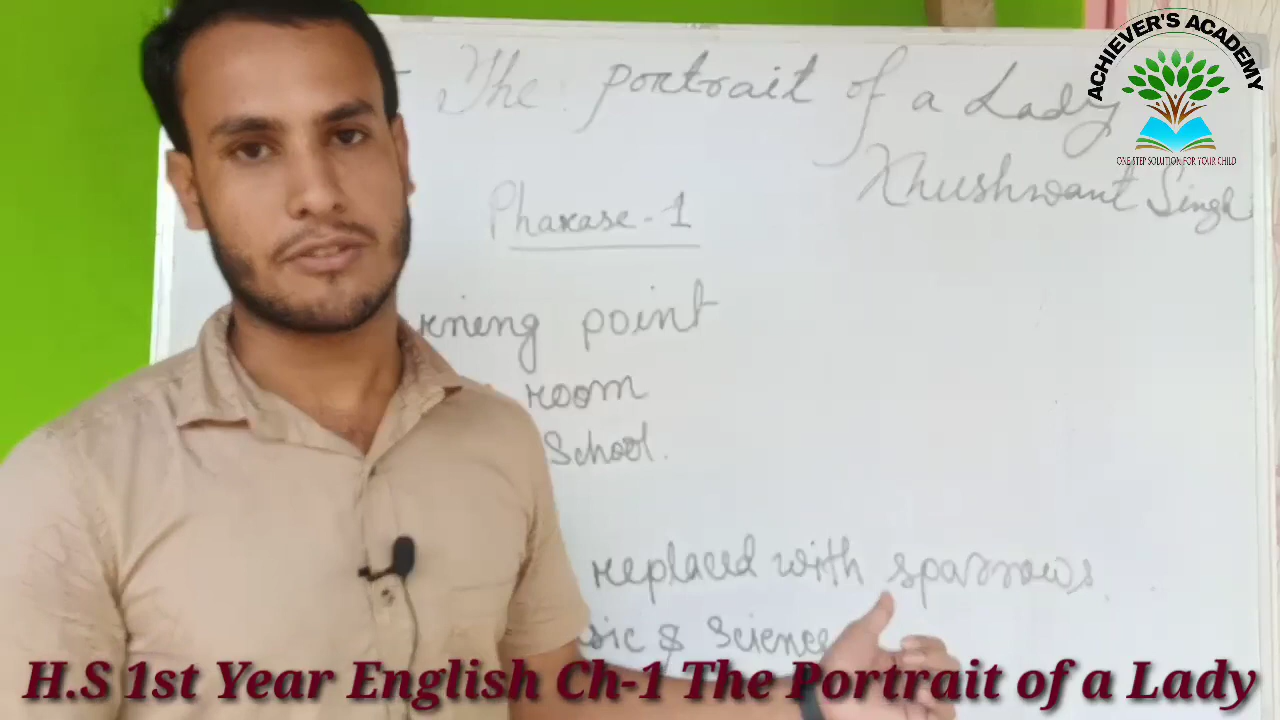 The portrait of a Lady
Khushwant Singh
Pharase-1
rning point
room
School.
replaced with sparrows
sic & Science
ACHIEVER'S ACADEMY
ONE STEP SOLUTION FOR YOUR CHILD
H.S 1st Year English Ch-1 The Portrait of a Lady